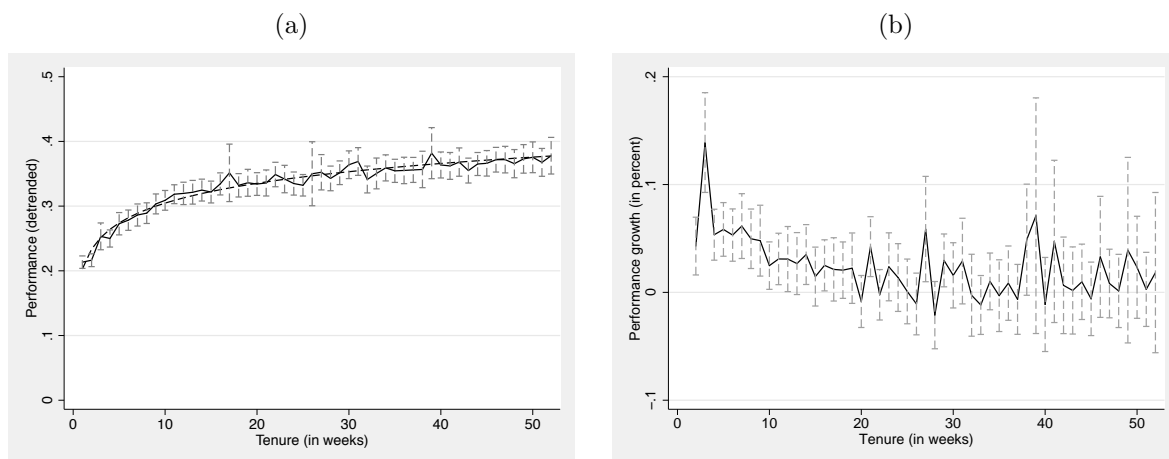 (a)
.5
.4
.3
.2
.1
0
Performance (detrended)
0 10 20 30 40 50
Tenure (in weeks)
(b)
.2
.1
0
-.1
Performance growth (in percent)
0 10 20 30 40 50
Tenure (in weeks)